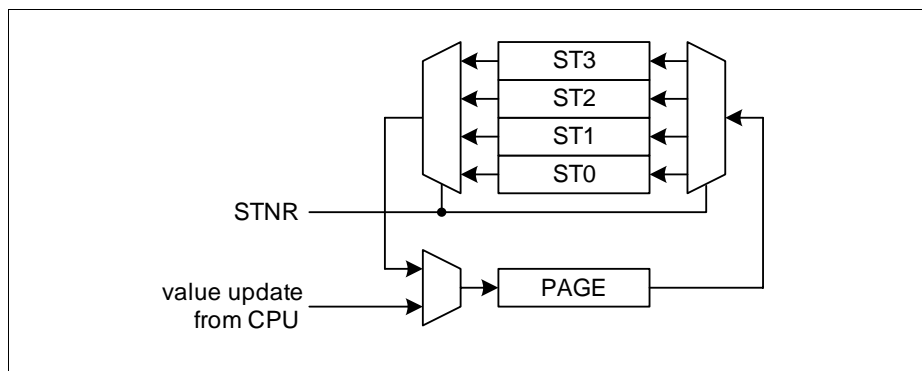 ST3
ST2
ST1
ST0
STNR
value update
from CPU
PAGE